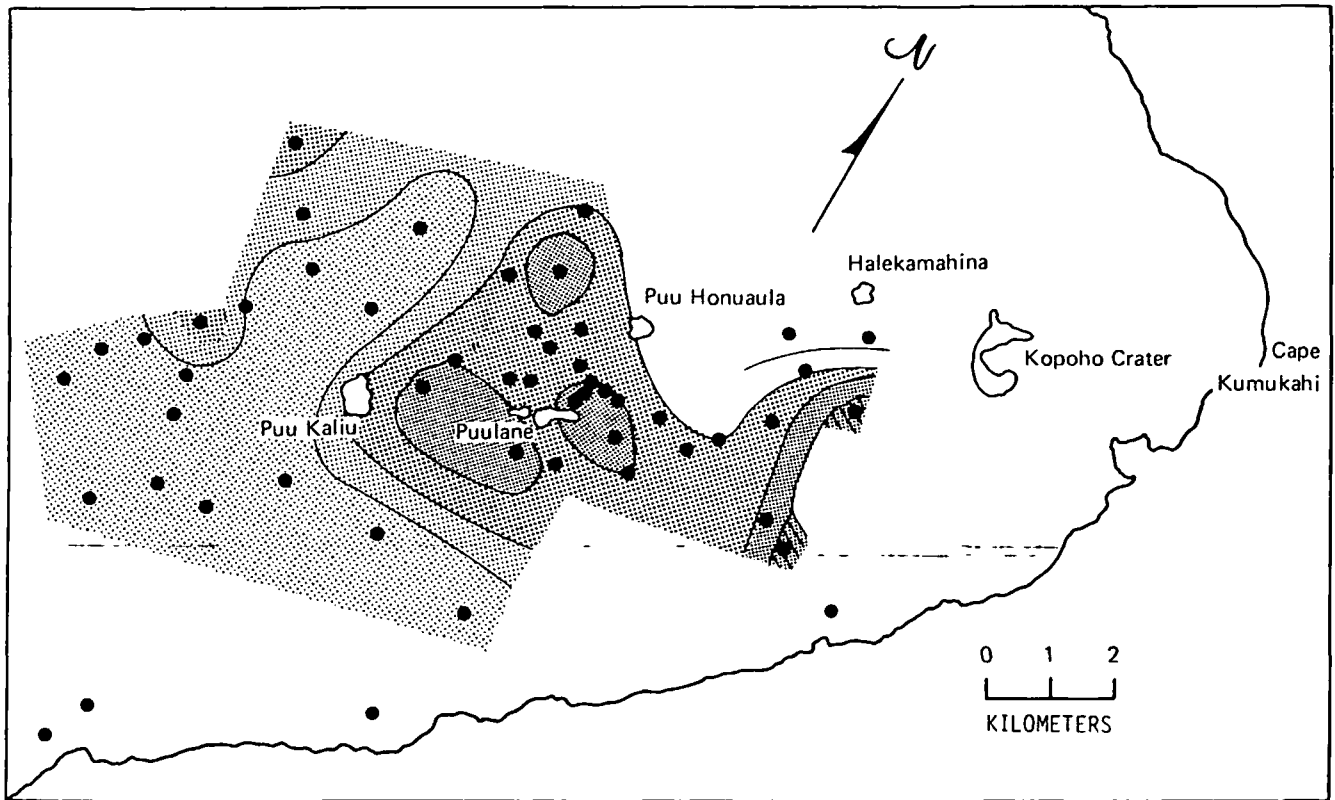 N
Halekamahina
Puu Honuaula
Kopoho Crater
Cape
Kumukahi
Puu Kaliu
Puulane
0 1 2
KILOMETERS